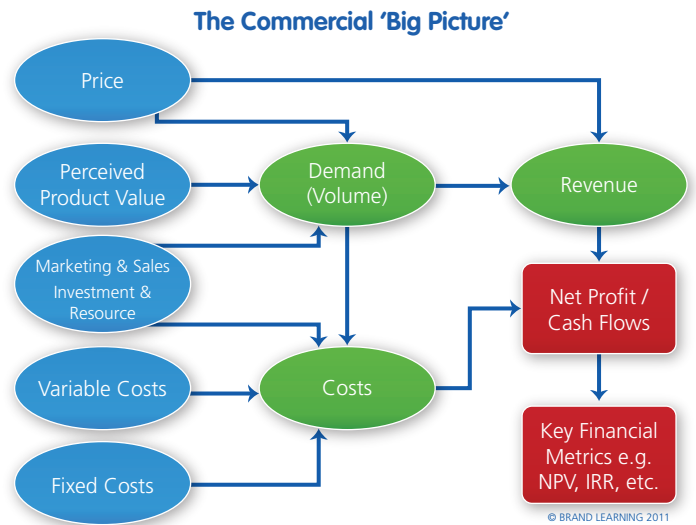 The Commercial ‘Big Picture’
Price
Perceived
Product Value
Demand
(Volume)
Revenue
Marketing & Sales
Investment &
Resource
Net Profit /
Cash Flows
Variable Costs
Costs
Key Financial
Metrics e.g.
NPV, IRR, etc.
Fixed Costs
© BRAND LEARNING 2011